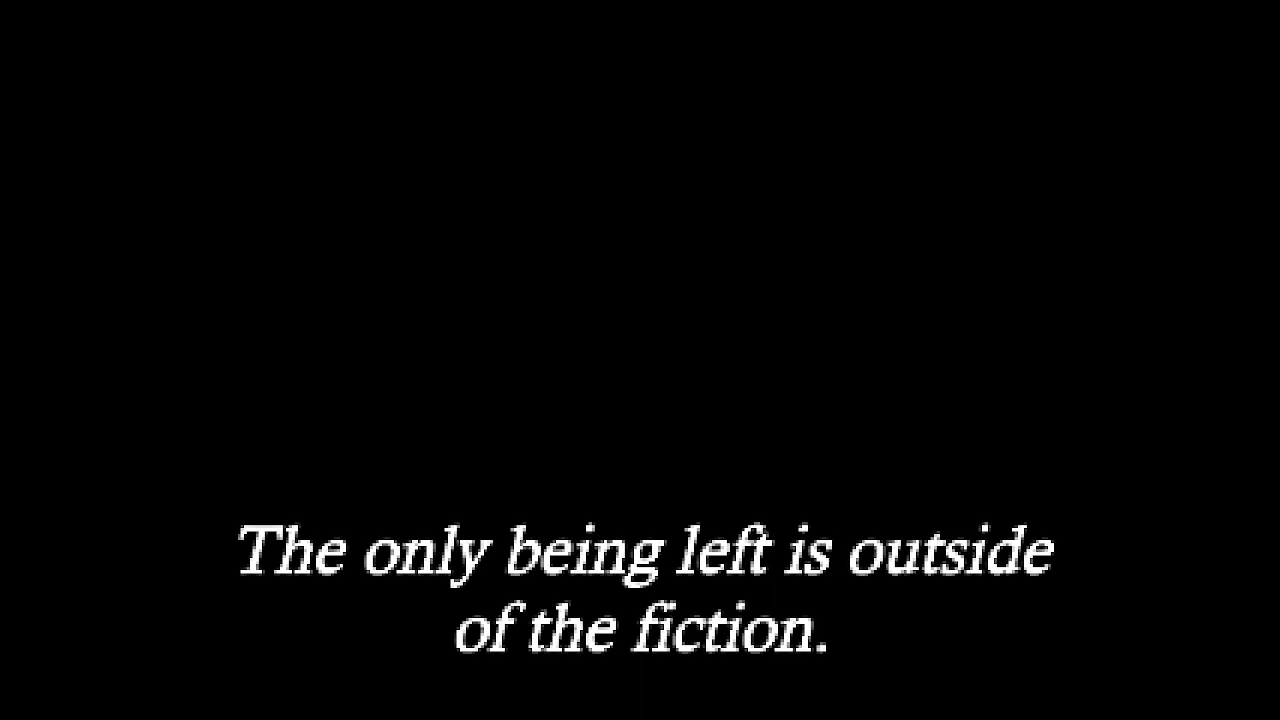 The only being left is outside
of the fiction.